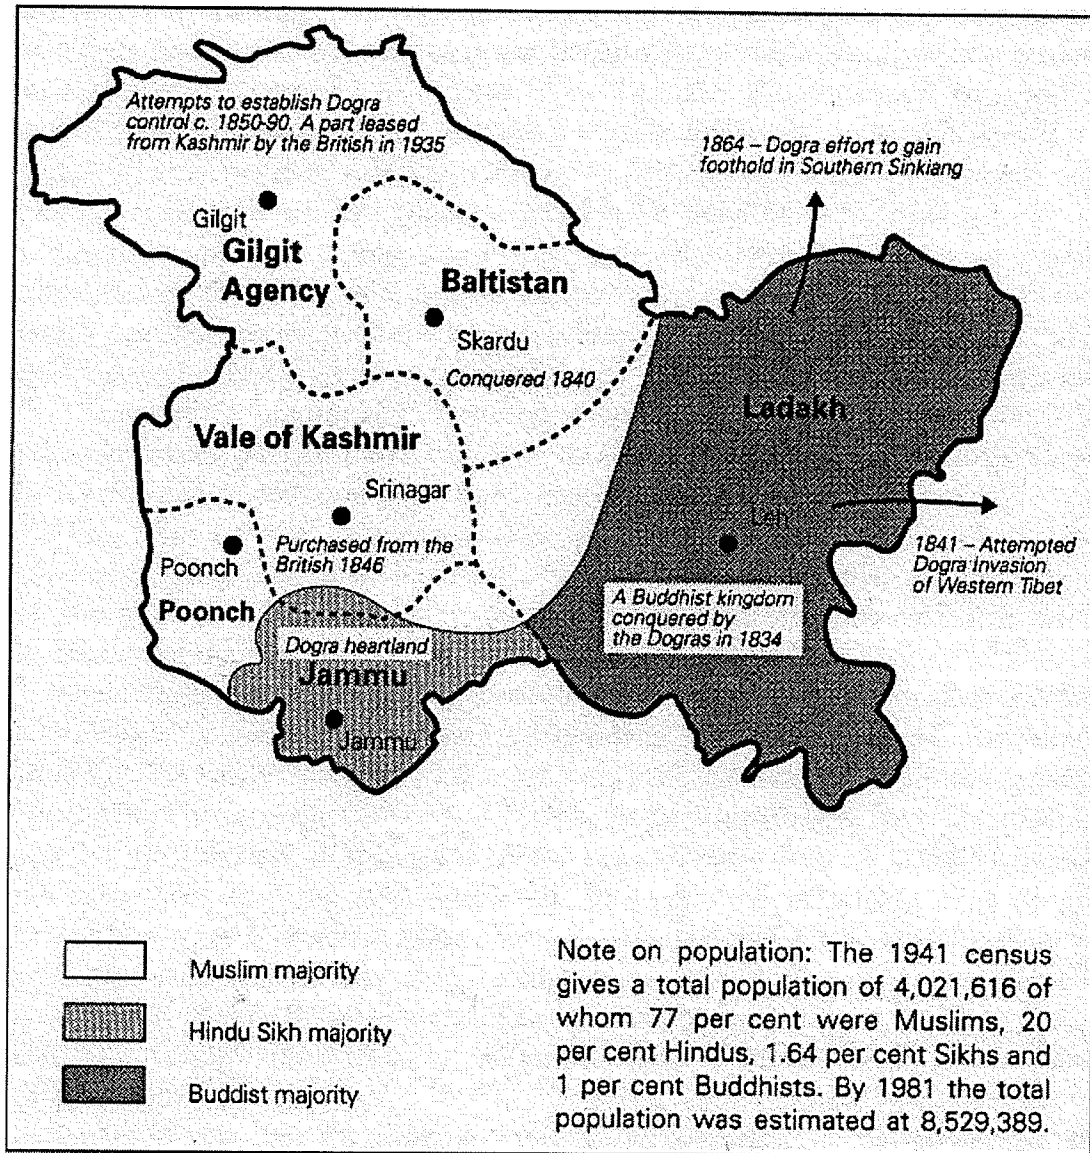 Attempts to establish Dogra
control c. 1850-90. A part leased
from Kashmir by the British in 1935
1864 – Dogra effort to gain
foothold in Southern Sinkiang
Gilgit
Gilgit
Agency
Baltistan
Skardu
Conquered 1840
Ladakh
Vale of Kashmir
Srinagar
Leh
Purchased from the
British 1846
Poonch
Poonch
1841 – Attempted
Dogra Invasion
of Western Tibet
A Buddhist kingdom
conquered by
the Dogras in 1834
Dogra heartland
Jammu
Jammu
Muslim majority
Hindu Sikh majority
Buddist majority
Note on population: The 1941 census
gives a total population of 4,021,616 of
whom 77 per cent were Muslims, 20
per cent Hindus, 1.64 per cent Sikhs and
1 per cent Buddhists. By 1981 the total
population was estimated at 8,529,389.